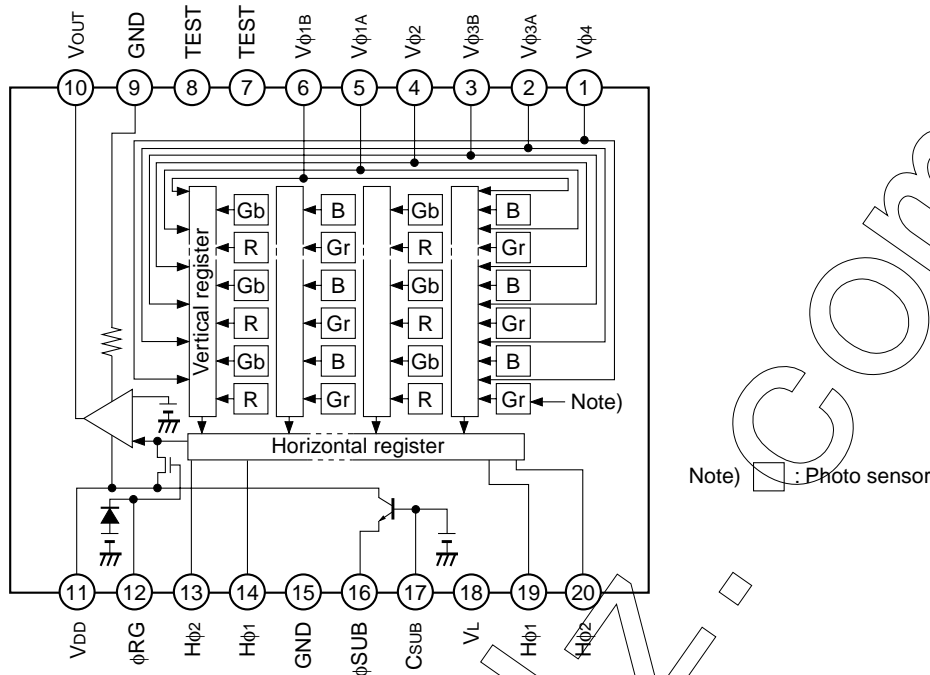 VOUT GND TEST TEST Vφ1B Vφ1A Vφ2 Vφ3B Vφ3A Vφ4
10 9 8 7 6 5 4 3 2 1
Vertical register
Gb B Gb B
R Gr R Gr
Gb B Gb B
R Gr R Gr
Gb B Gb B
R Gr R Gr Note)
Horizontal register
Note) : Photo sensor
11 12 13 14 15 16 17 18 19 20
VDD φRG Hφ2 Hφ1 GND φSUB CSUB VL Hφ1 Hφ2
com